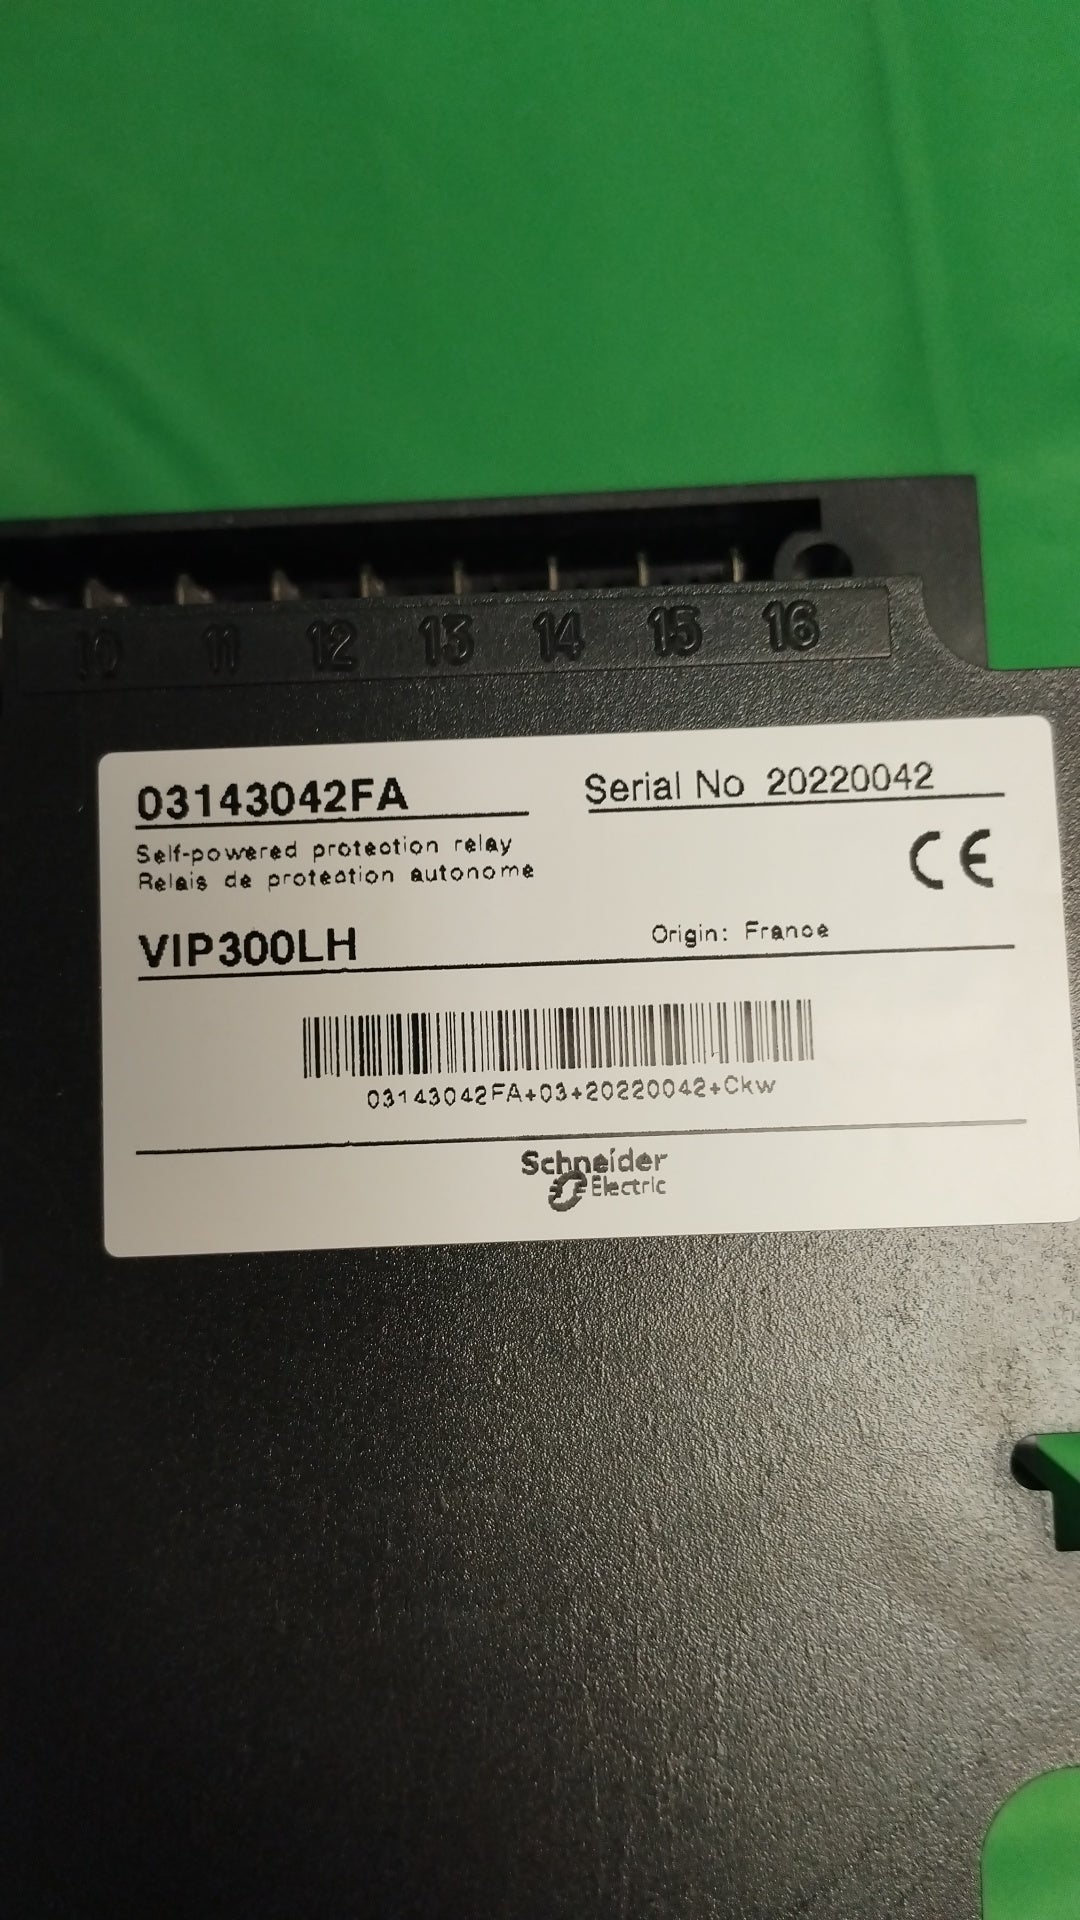 10 11 12 13 14 15 16
03143042FA
Serial No 20220042
Self-powered protection relay
Relais de protection autonome
CE
VIP300LH
Origin: France
03143042FA+03+20220042+Ckw
Schneider
Electric